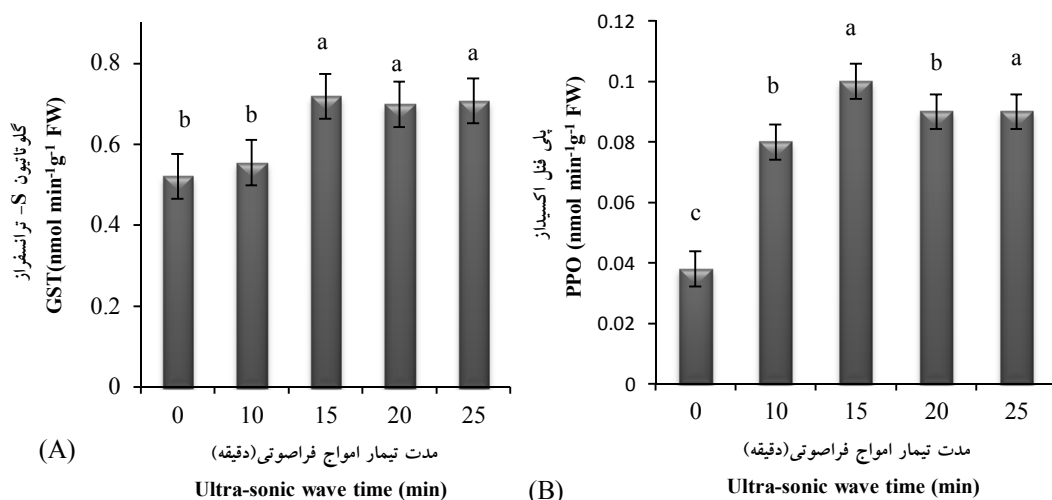 گلوتاتیون S- ترانسفراز
GST(nmol min-1g-1 FW)
0.8
0.6
0.4
0.2
0
b
b
a
a
a
0 10 15 20 25
مدت تیمار امواج فراصوتی(دقیقه)
Ultra-sonic wave time (min)
(A)
پلی فنل اکسیداز
PPO (nmol min-1g-1 FW)
0.12
0.1
0.08
0.06
0.04
0.02
0
c
b
a
b
a
0 10 15 20 25
مدت تیمار امواج فراصوتی(دقیقه)
Ultra-sonic wave time (min)
(B)